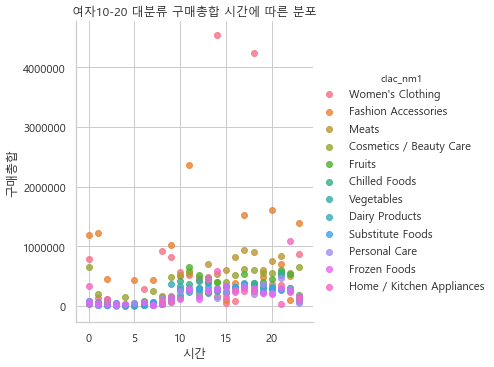 여자10-20 대분류 구매총합 시간에 따른 분포
4000000
3000000
2000000
1000000
0
구매총합
0 5 10 15 20
시간
clac_nm1
Women's Clothing
Fashion Accessories
Meats
Cosmetics / Beauty Care
Fruits
Chilled Foods
Vegetables
Dairy Products
Substitute Foods
Personal Care
Frozen Foods
Home / Kitchen Appliances